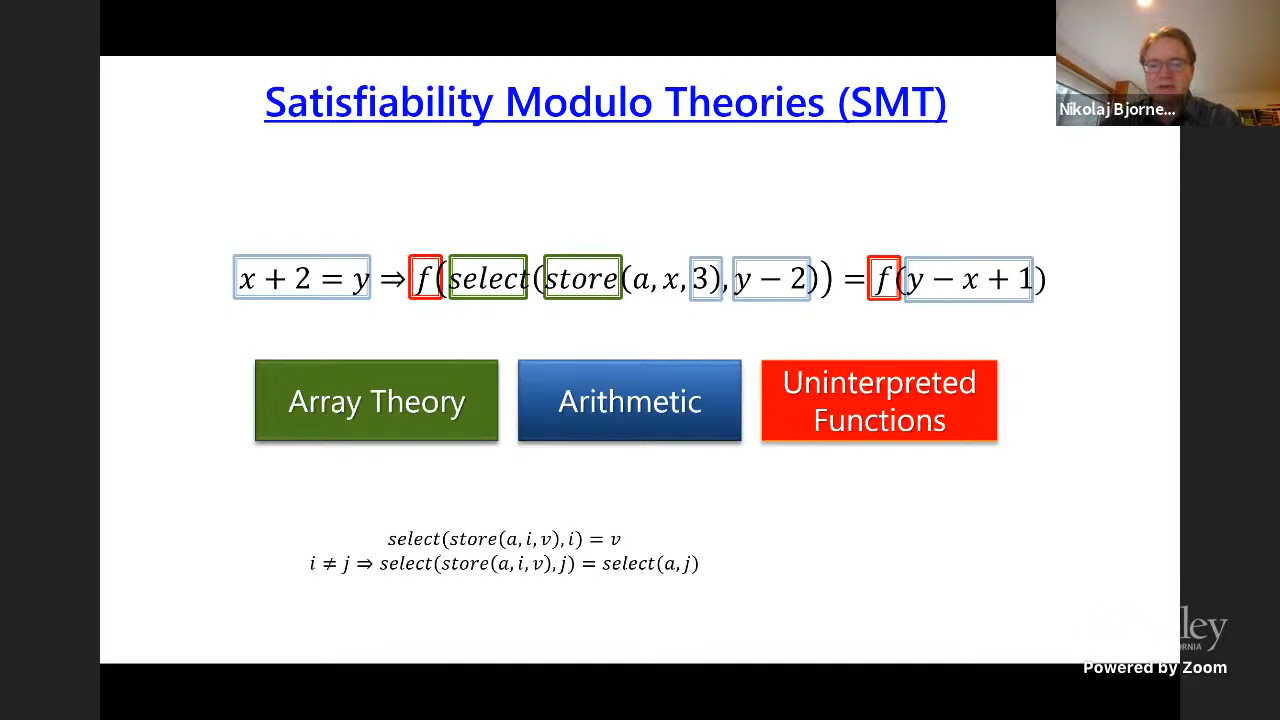 Satisfiability Modulo Theories (SMT)
Nikolaj Bjorne...
x + 2 = y ⇒ f(select(store(a, x, 3), y − 2)) = f(y − x + 1)
Array Theory
Arithmetic
Uninterpreted
Functions
select(store(a, i, v), i) = v
i ≠ j ⇒ select(store(a, i, v), j) = select(a, j)
Powered by Zoom